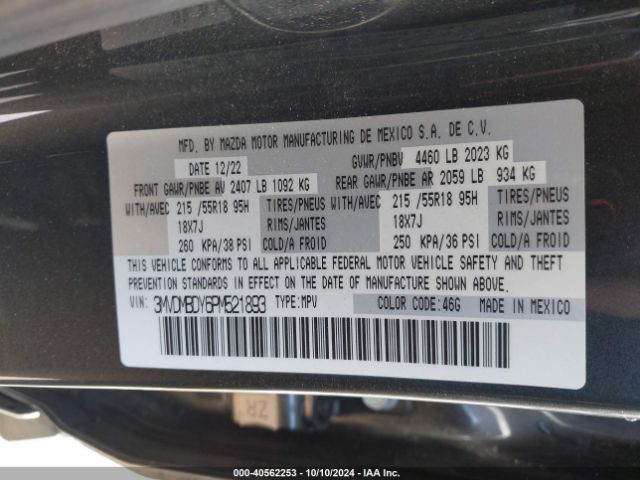 MFD. BY MAZDA MOTOR MANUFACTURING DE MEXICO S.A. DE C.V.
DATE 12/22 GVWR/PNBV 4460 LB 2023 KG
FRONT GAWR/PNBE AV 2407 LB 1092 KG REAR GAWR/PNBE AR 2059 LB 934 KG
WITH/AVEC 215 /55R18 95H TIRES/PNEUS WITH/AVEC 215 /55R18 95H TIRES/PNEUS
18X7J RIMS/JANTES 18X7J RIMS/JANTES
260 KPA/38 PSI COLD/A FROID 250 KPA/36 PSI COLD/A FROID
THIS VEHICLE CONFORMS TO ALL APPLICABLE FEDERAL MOTOR VEHICLE SAFETY AND THEFT
PREVENTION STANDARDS IN EFFECT ON THE DATE OF MANUFACTURE SHOWN ABOVE.
VIN: 3MVDMBDY6PM521893 TYPE:MPV COLOR CODE:46G MADE IN MEXICO
ZR
000-40562253 - 10/10/2024 - IAA Inc.